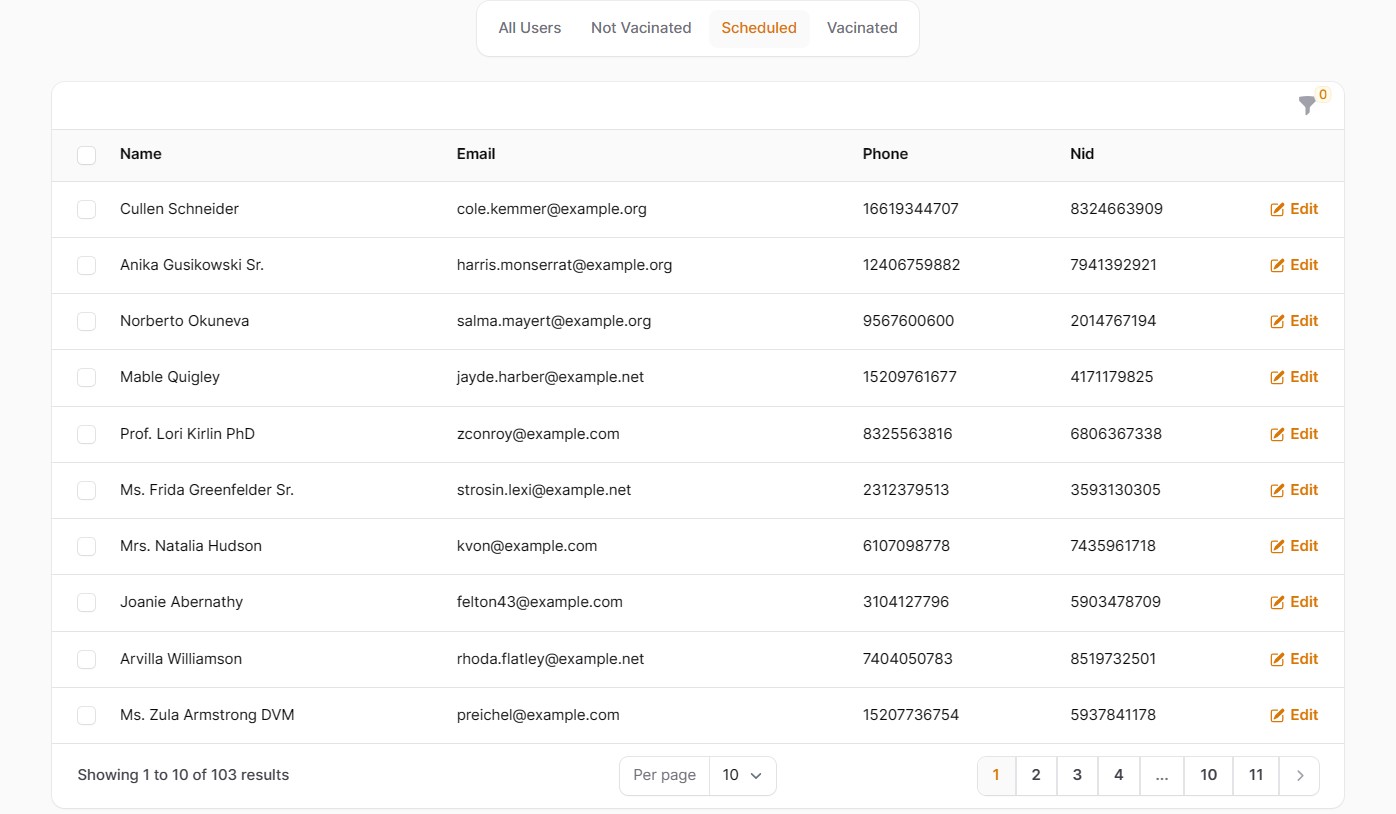 All Users Not Vacinated Scheduled Vacinated
0
Name Email Phone Nid
Cullen Schneider cole.kemmer@example.org 16619344707 8324663909 Edit
Anika Gusikowski Sr. harris.monserrat@example.org 12406759882 7941392921 Edit
Norberto Okuneva salma.mayert@example.org 9567600600 2014767194 Edit
Mable Quigley jayde.harber@example.net 15209761677 4171179825 Edit
Prof. Lori Kirlin PhD zconroy@example.com 8325563816 6806367338 Edit
Ms. Frida Greenfelder Sr. strosin.lexi@example.net 2312379513 3593130305 Edit
Mrs. Natalia Hudson kvon@example.com 6107098778 7435961718 Edit
Joanie Abernathy felton43@example.com 3104127796 5903478709 Edit
Arvilla Williamson rhoda.flatley@example.net 7404050783 8519732501 Edit
Ms. Zula Armstrong DVM preichel@example.com 15207736754 5937841178 Edit
Showing 1 to 10 of 103 results Per page 10 1 2 3 4 ... 10 11